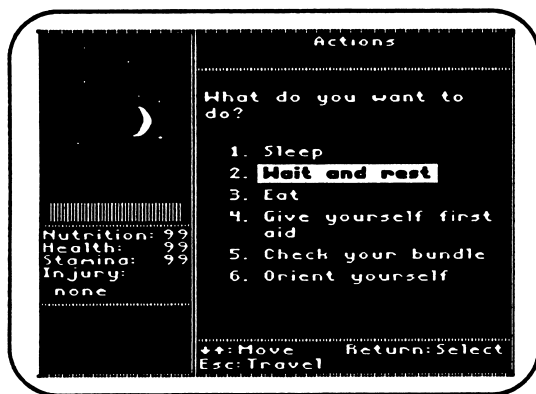 Actions
What do you want to
do?
1. Sleep
2. Wait and rest
3. Eat
4. Give yourself first
aid
5. Check your bundle
6. Orient yourself
Nutrition: 99
Health: 99
Stamina: 99
Injury:
none
↓↑:Move Return:Select
Esc:Travel